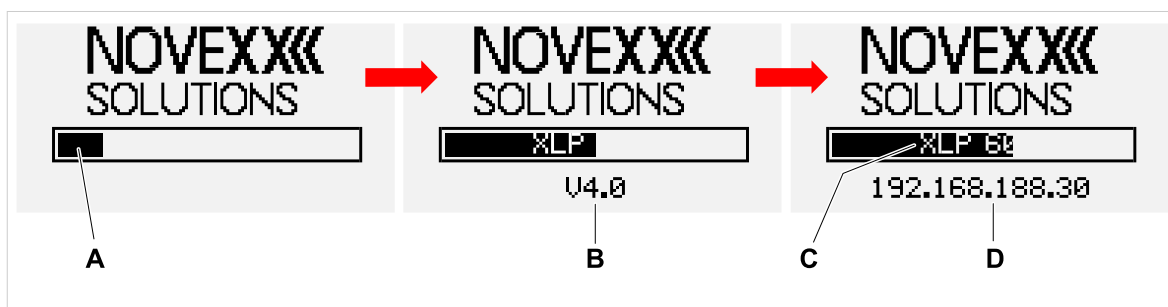 NOVEXX
SOLUTIONS
NOVEXX
SOLUTIONS
XLP
V4.0
NOVEXX
SOLUTIONS
XLP 60
192.168.188.30
A
B
C
D